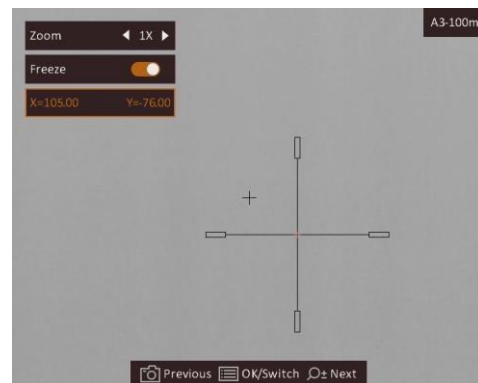 Zoom 1X
A3-100m
Freeze
X=105.00 Y=-76.00
Previous OK/Switch Next